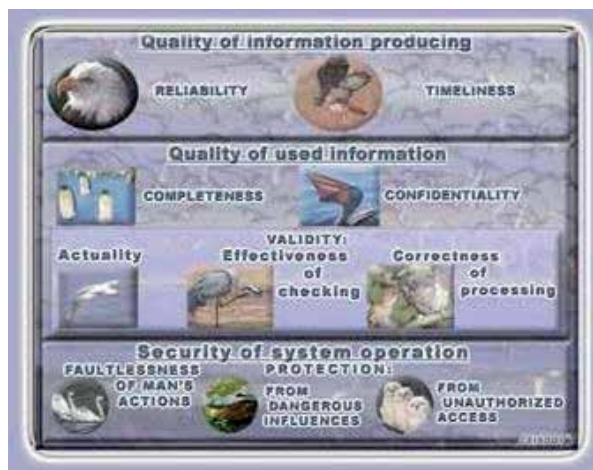 Quality of information producing
RELIABILITY
TIMELINESS
Quality of used information
COMPLETENESS
CONFIDENTIALITY
VALIDITY:
Actuality
Effectiveness
of
checking
Correctness
of
processing
Security of system operation
FAULTLESSNESS
OF MAN'S
ACTIONS
PROTECTION:
FROM
DANGEROUS
INFLUENCES
FROM
UNAUTHORIZED
ACCESS